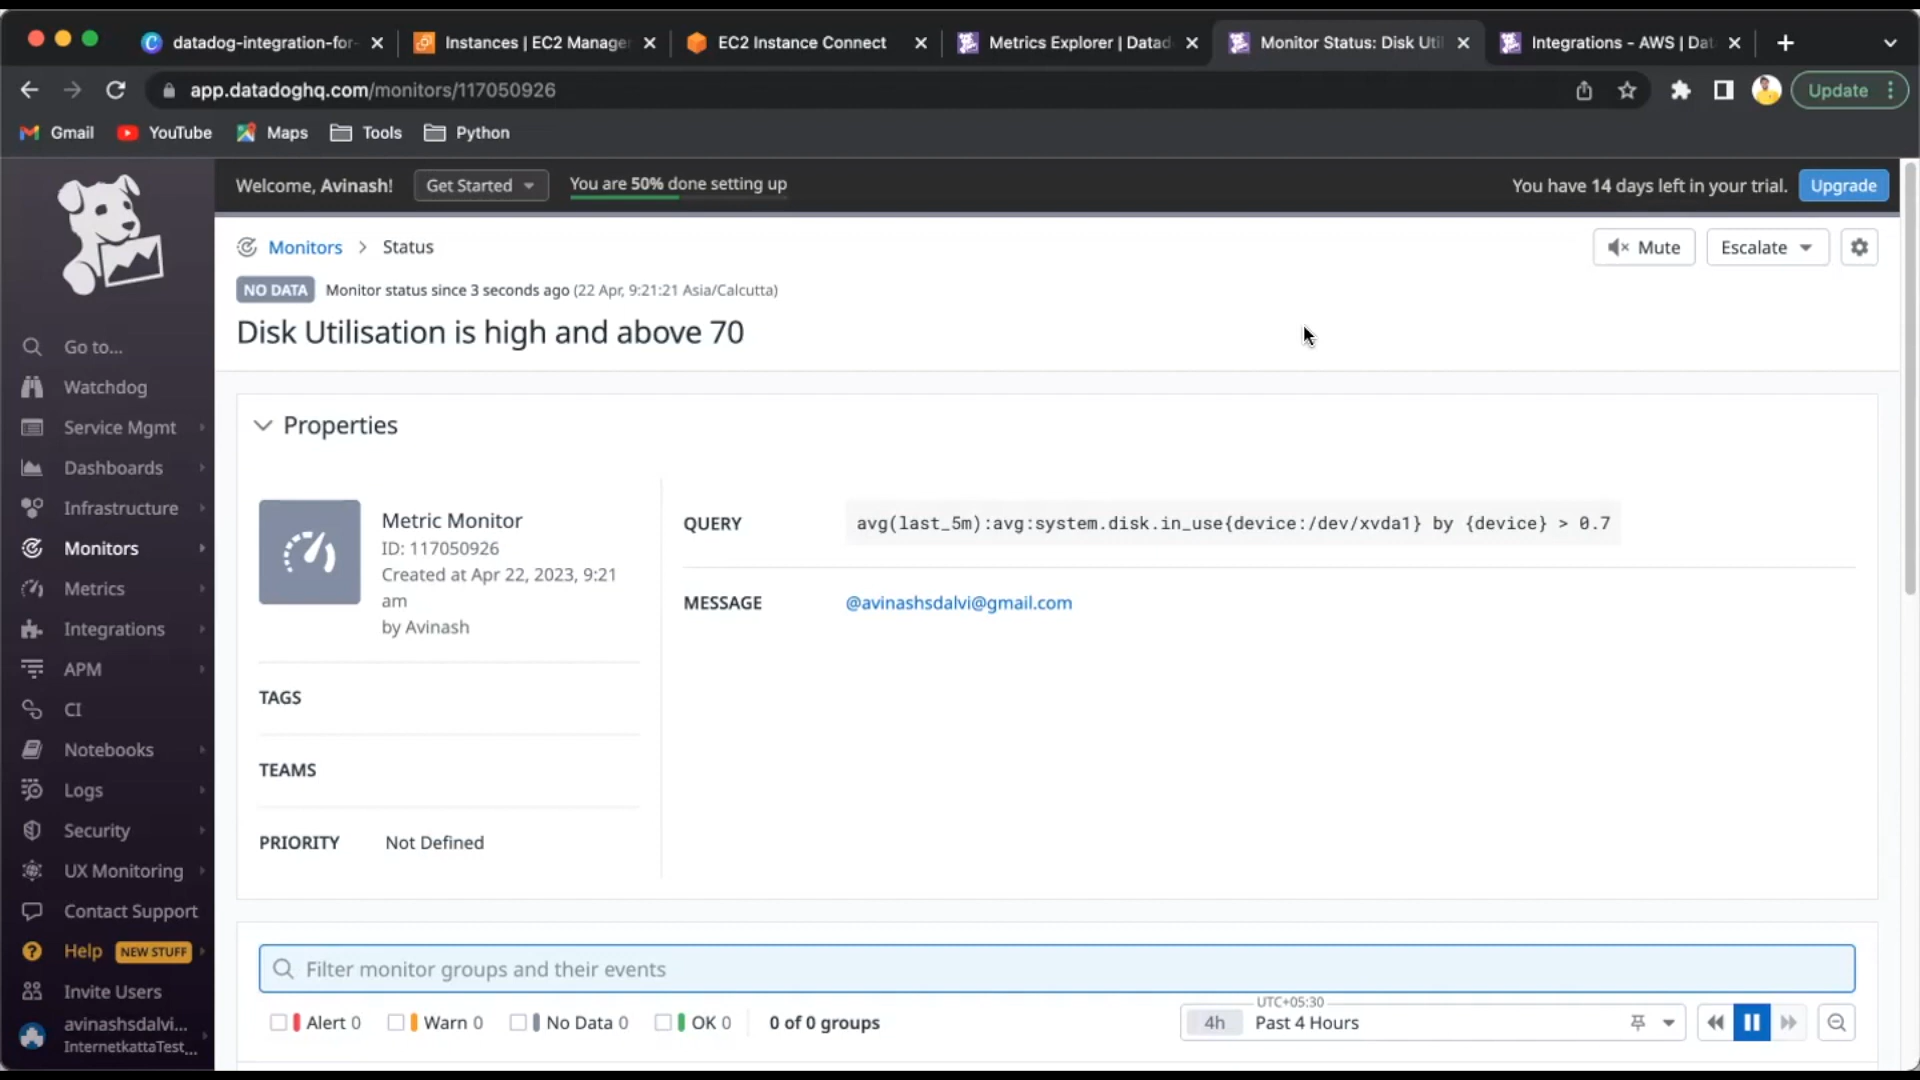 datadog-integration-for-
Instances | EC2 Manage
EC2 Instance Connect
Metrics Explorer | Datad
Monitor Status: Disk Util
Integrations - AWS | Dat
app.datadoghq.com/monitors/117050926
Update
Gmail
YouTube
Maps
Tools
Python
Welcome, Avinash!
Get Started
You are 50% done setting up
You have 14 days left in your trial.
Upgrade
Monitors > Status
Mute
Escalate
NO DATA
Monitor status since 3 seconds ago (22 Apr, 9:21:21 Asia/Calcutta)
Disk Utilisation is high and above 70
Go to...
Watchdog
Service Mgmt
Dashboards
Infrastructure
Monitors
Metrics
Integrations
APM
CI
Notebooks
Logs
Security
UX Monitoring
Contact Support
Help NEW STUFF
Invite Users
avinashsdalvi...
InternetkattaTest...
Properties
Metric Monitor
ID: 117050926
Created at Apr 22, 2023, 9:21
am
by Avinash
TAGS
TEAMS
PRIORITY Not Defined
QUERY avg(last_5m):avg:system.disk.in_use{device:/dev/xvda1} by {device} > 0.7
MESSAGE @avinashsdalvi@gmail.com
Filter monitor groups and their events
Alert 0
Warn 0
No Data 0
OK 0
0 of 0 groups
UTC+05:30
4h Past 4 Hours